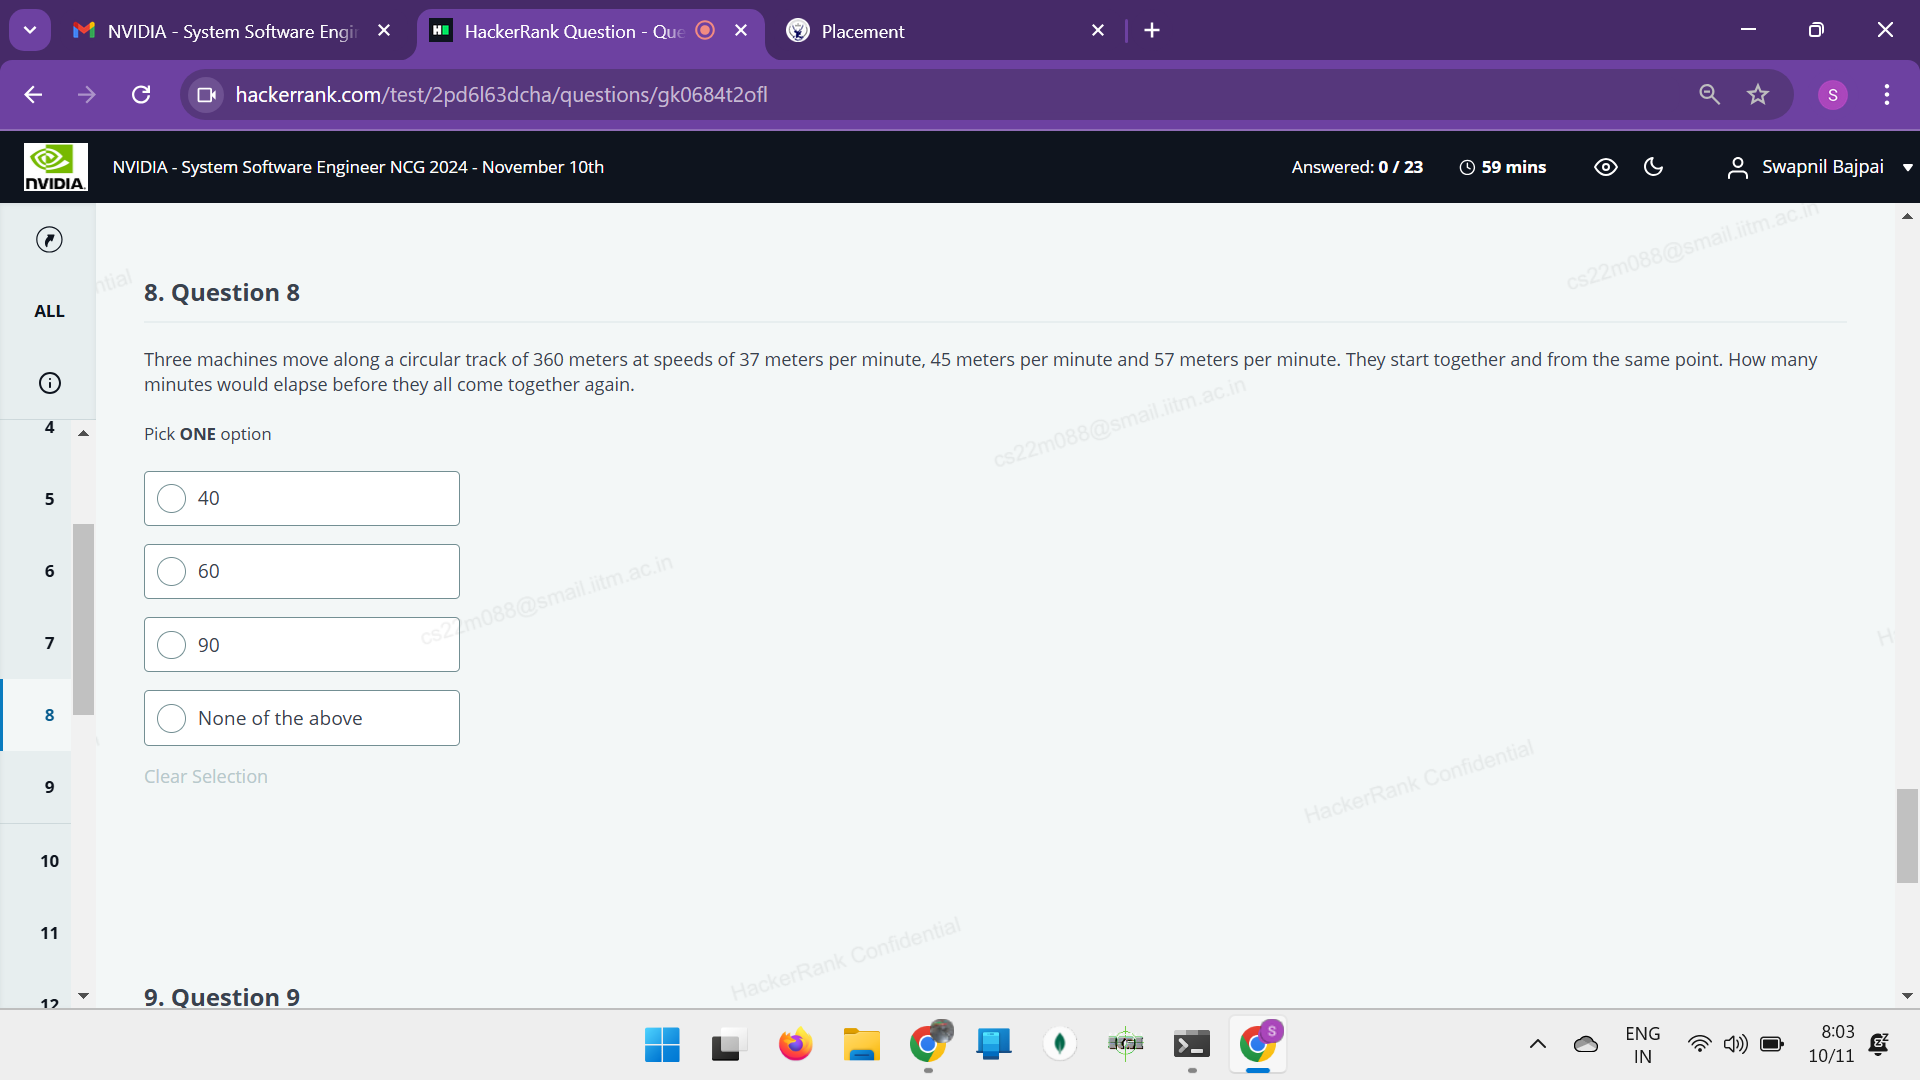 NVIDIA - System Software Engi
HackerRank Question - Que
Placement
hackerrank.com/test/2pd6l63dcha/questions/gk0684t2ofl
S
NVIDIA
NVIDIA - System Software Engineer NCG 2024 - November 10th
Answered: 0 / 23
59 mins
Swapnil Bajpai
ALL
4
5
6
7
8
9
10
11
12
8. Question 8
Three machines move along a circular track of 360 meters at speeds of 37 meters per minute, 45 meters per minute and 57 meters per minute. They start together and from the same point. How many
minutes would elapse before they all come together again.
Pick ONE option
40
60
90
None of the above
Clear Selection
9. Question 9
cs22m088@smail.iitm.ac.in
cs22m088@smail.iitm.ac.in
cs22m088@smail.iitm.ac.in
ntial
HackerRank Confidential
HackerRank Confidential
H
S
ENG
IN
8:03
10/11